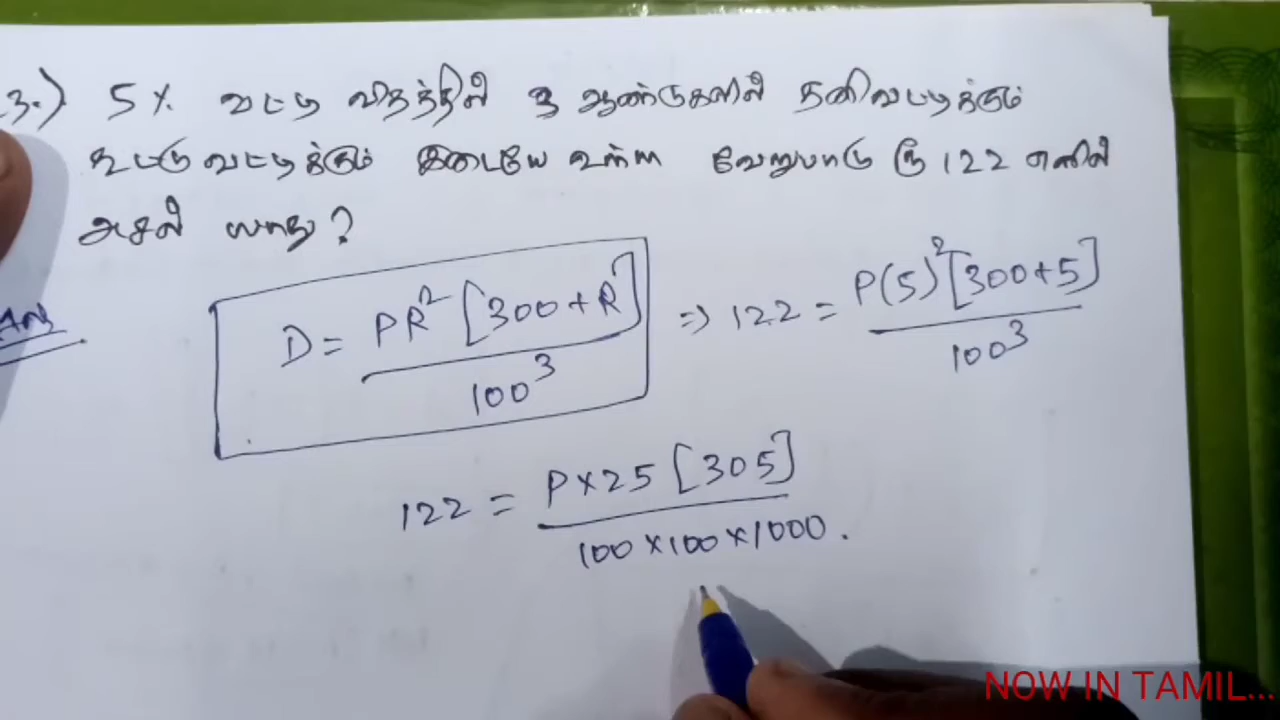 3.) 5% வட்டி விதத்தில் 3 ஆண்டுகளில் தனிவட்டிக்கும்
கூட்டு வட்டிக்கும் இடையே உள்ள வேறுபாடு ரூ 122 எனில்
அசல் யாது?
Ans
D = PR² [300+R] / 100³ => 122 = P(5)² [300+5] / 100³
122 = P×25 [305] / 100×100×1000.
NOW IN TAMIL...